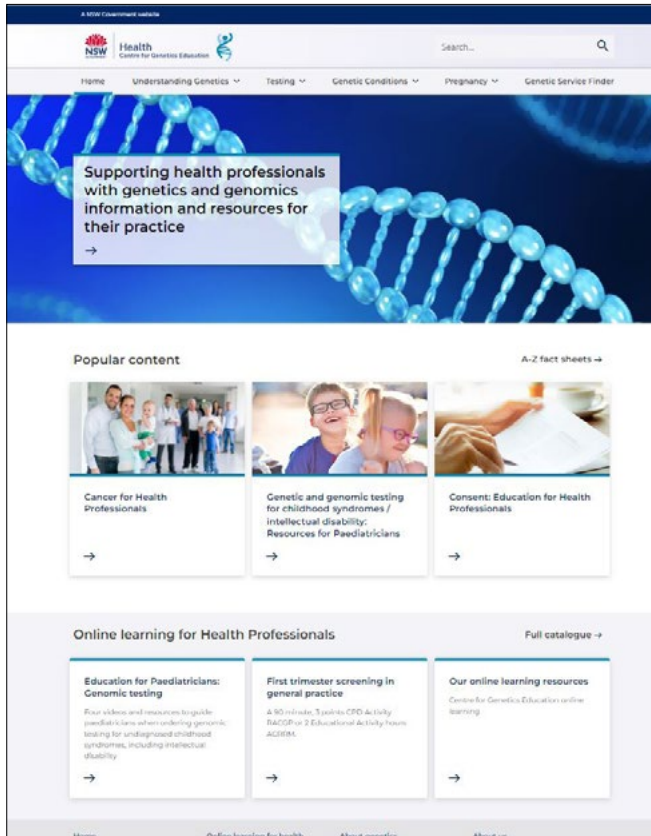 A NSW Government website
NSW
Health
Centre for Genetics Education
Search...
Home
Understanding Genetics
Testing
Genetic Conditions
Pregnancy
Genetic Service Finder
Supporting health professionals
with genetics and genomics
information and resources for
their practice
→
Popular content
A-Z fact sheets →
Cancer for Health
Professionals
→
Genetic and genomic testing
for childhood syndromes /
intellectual disability:
Resources for Paediatricians
→
Consent: Education for Health
Professionals
→
Online learning for Health Professionals
Full catalogue →
Education for Paediatricians:
Genomic testing
Four videos and resources to guide
paediatricians when ordering genomic
testing for undiagnosed childhood
syndromes, including intellectual
disability
→
First trimester screening in
general practice
A 90 minute, 3 points CPD Activity
RACGP or 2 Educational Activity hours
ACRRM.
→
Our online learning resources
Centre for Genetics Education online
learning
→
Home
Online learning for health
About genetics
About us